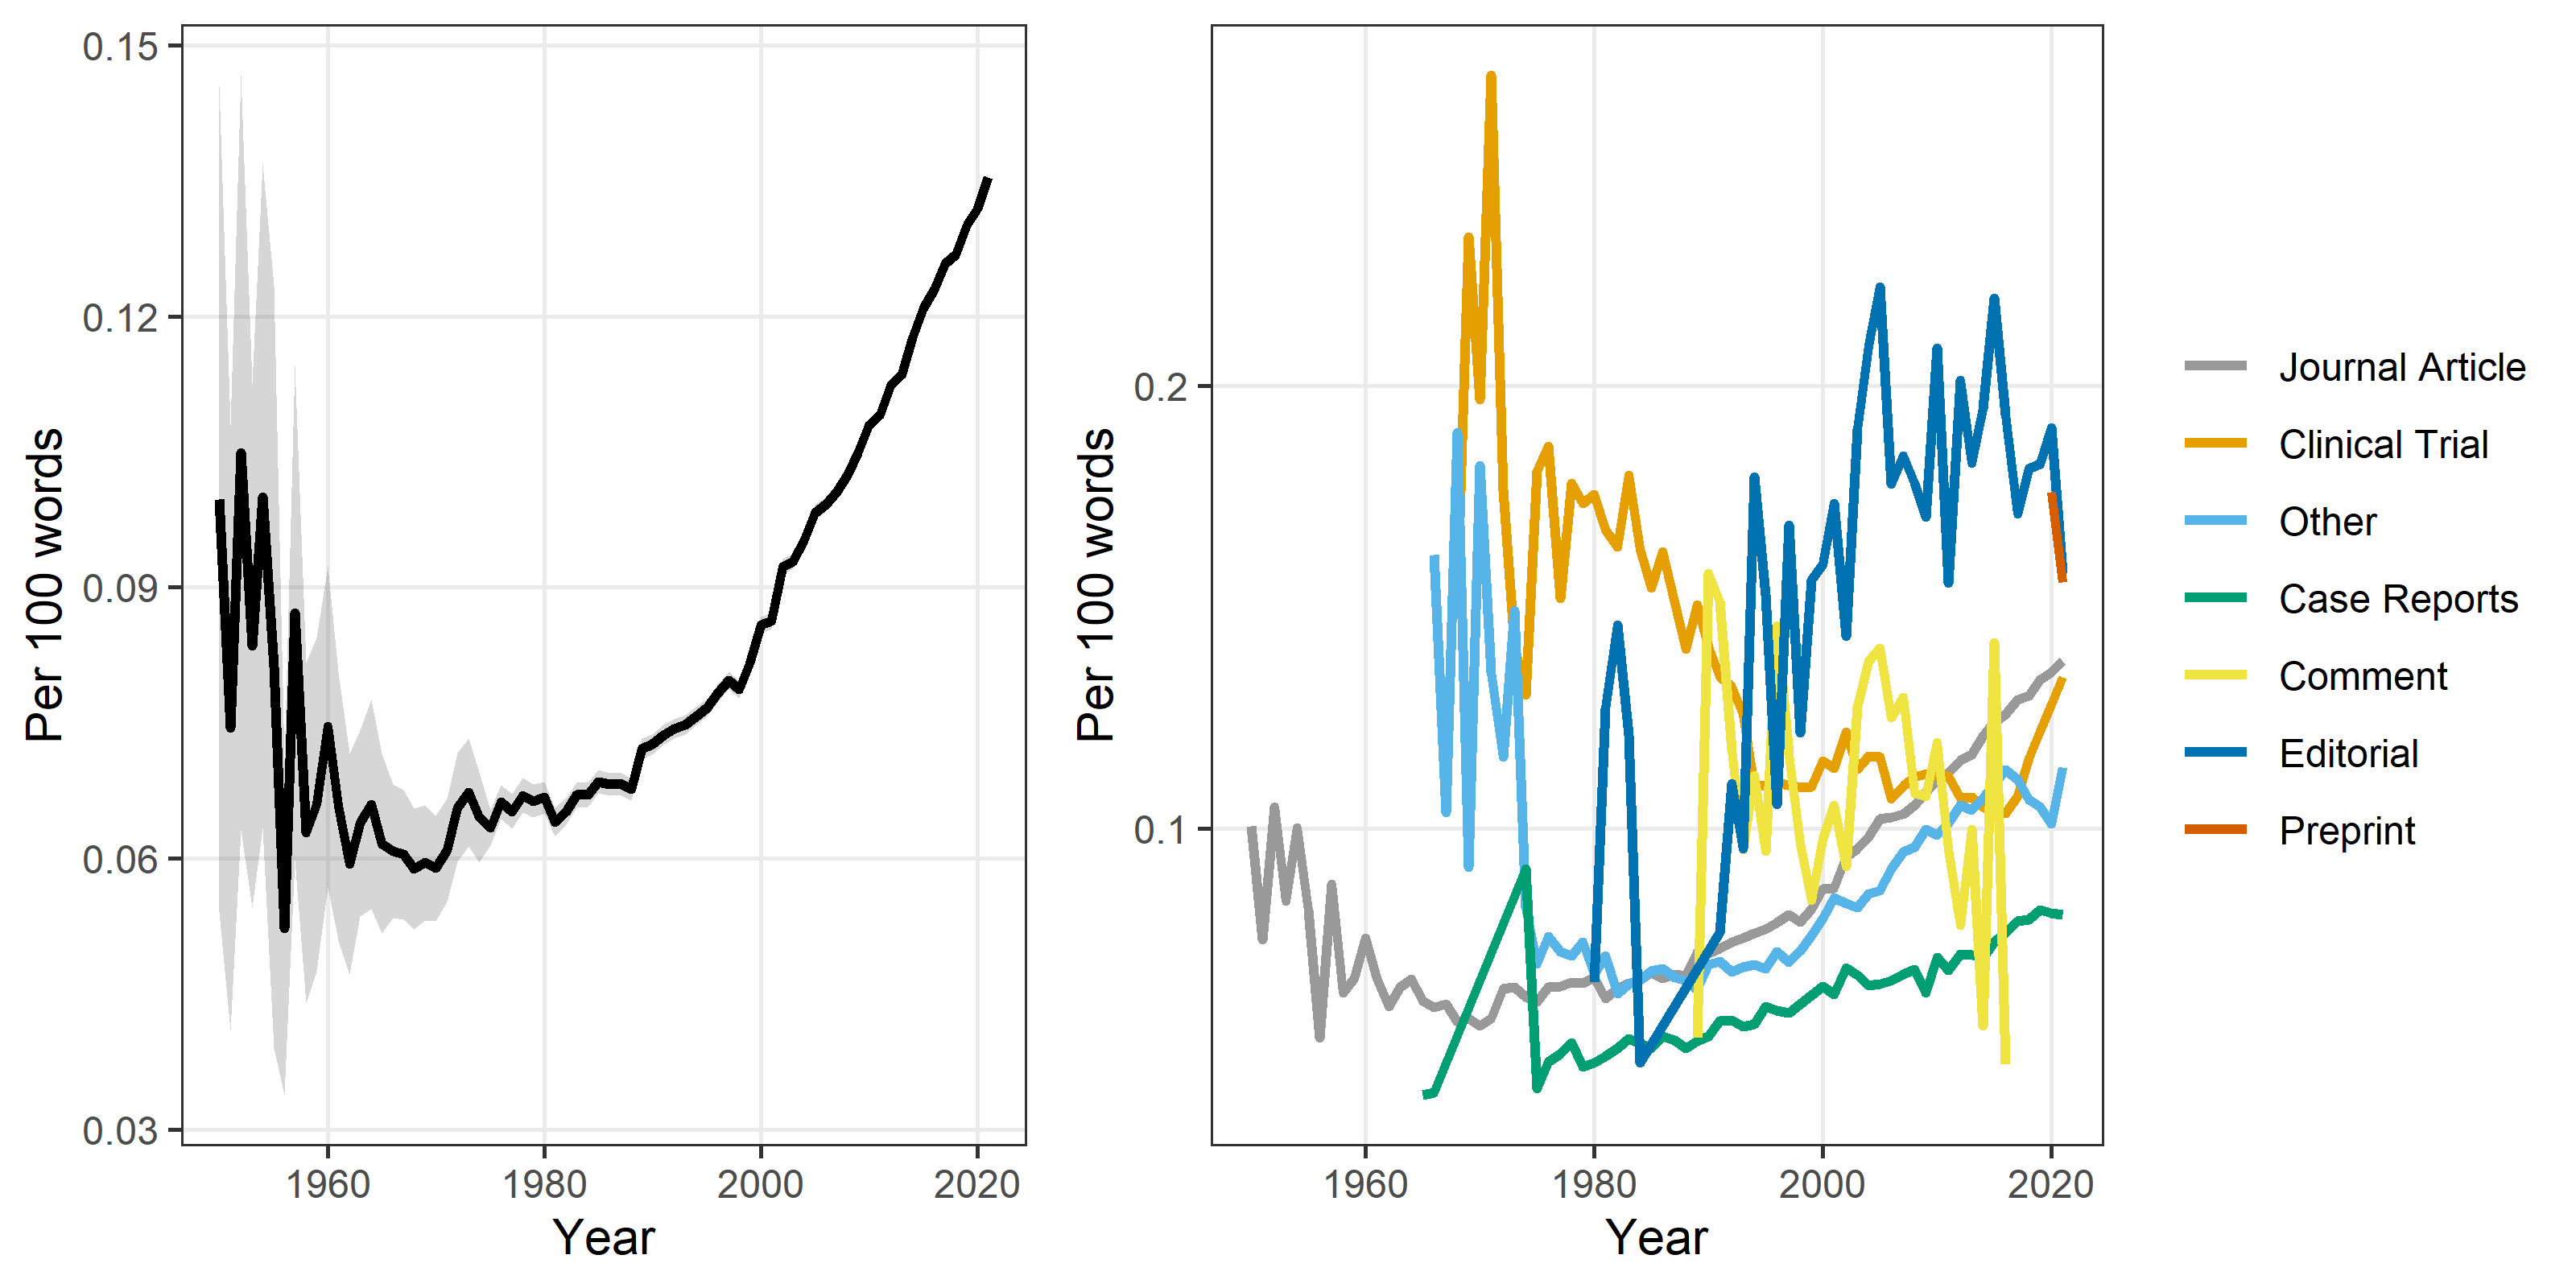 0.15
0.12
0.09
0.06
0.03
Per 100 words
1960 1980 2000 2020
Year
0.2
0.1
Per 100 words
1960 1980 2000 2020
Year
Journal Article
Clinical Trial
Other
Case Reports
Comment
Editorial
Preprint